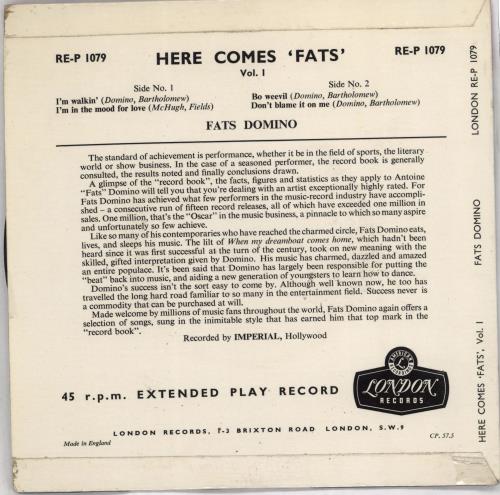 RE-P 1079 HERE COMES 'FATS' RE-P 1079
Vol. 1
Side No. 1
I'm walkin' (Domino, Bartholomew)
I'm in the mood for love (McHugh, Fields)
Side No. 2
Bo weevil (Domino, Bartholomew)
Don't blame it on me (Domino, Bartholomew)
FATS DOMINO
The standard of achievement is performance, whether it be in the field of sports, the literary
world or show business. In the case of a seasoned performer, the record book is generally
consulted, the results noted and finally conclusions drawn.
A glimpse of the "record book", the facts, figures and statistics as they apply to Antoine
"Fats" Domino will tell you that you're dealing with an artist exceptionally highly rated. For
Fats Domino has achieved what few performers in the music-record industry have accompli-
shed – a consecutive run of fifteen record releases, all of which have exceeded one million in
sales. One million, that's the "Oscar" in the music business, a pinnacle to which so many aspire
and unfortunately so few achieve.
Like so many of his contemporaries who have reached the charmed circle, Fats Domino eats,
lives, and sleeps his music. The lilt of When my dreamboat comes home, which hadn't been
heard since it was first successful at the turn of the century, took on new meaning with the
skilled, gifted interpretation given by Domino. His music has charmed, dazzled and amazed
an entire populace. It's been said that Domino has largely been responsible for putting the
"beat" back into music, and aiding a new generation of youngsters to learn how to dance.
Domino's success isn't the sort easy to come by. Although well known now, he too has
travelled the long hard road familiar to so many in the entertainment field. Success never is
a commodity that can be purchased at will.
Made welcome by millions of music fans throughout the world, Fats Domino again offers a
selection of songs, sung in the inimitable style that has earned him that top mark in the
"record book".
Recorded by IMPERIAL, Hollywood
45 r.p.m. EXTENDED PLAY RECORD
AMERICAN
RECORDINGS
LONDON
RECORDS
LONDON RECORDS, 1-3 BRIXTON ROAD LONDON, S.W.9
Made in England
CP. 57.5
HERE COMES 'FATS', Vol. 1 FATS DOMINO LONDON RE-P 1079